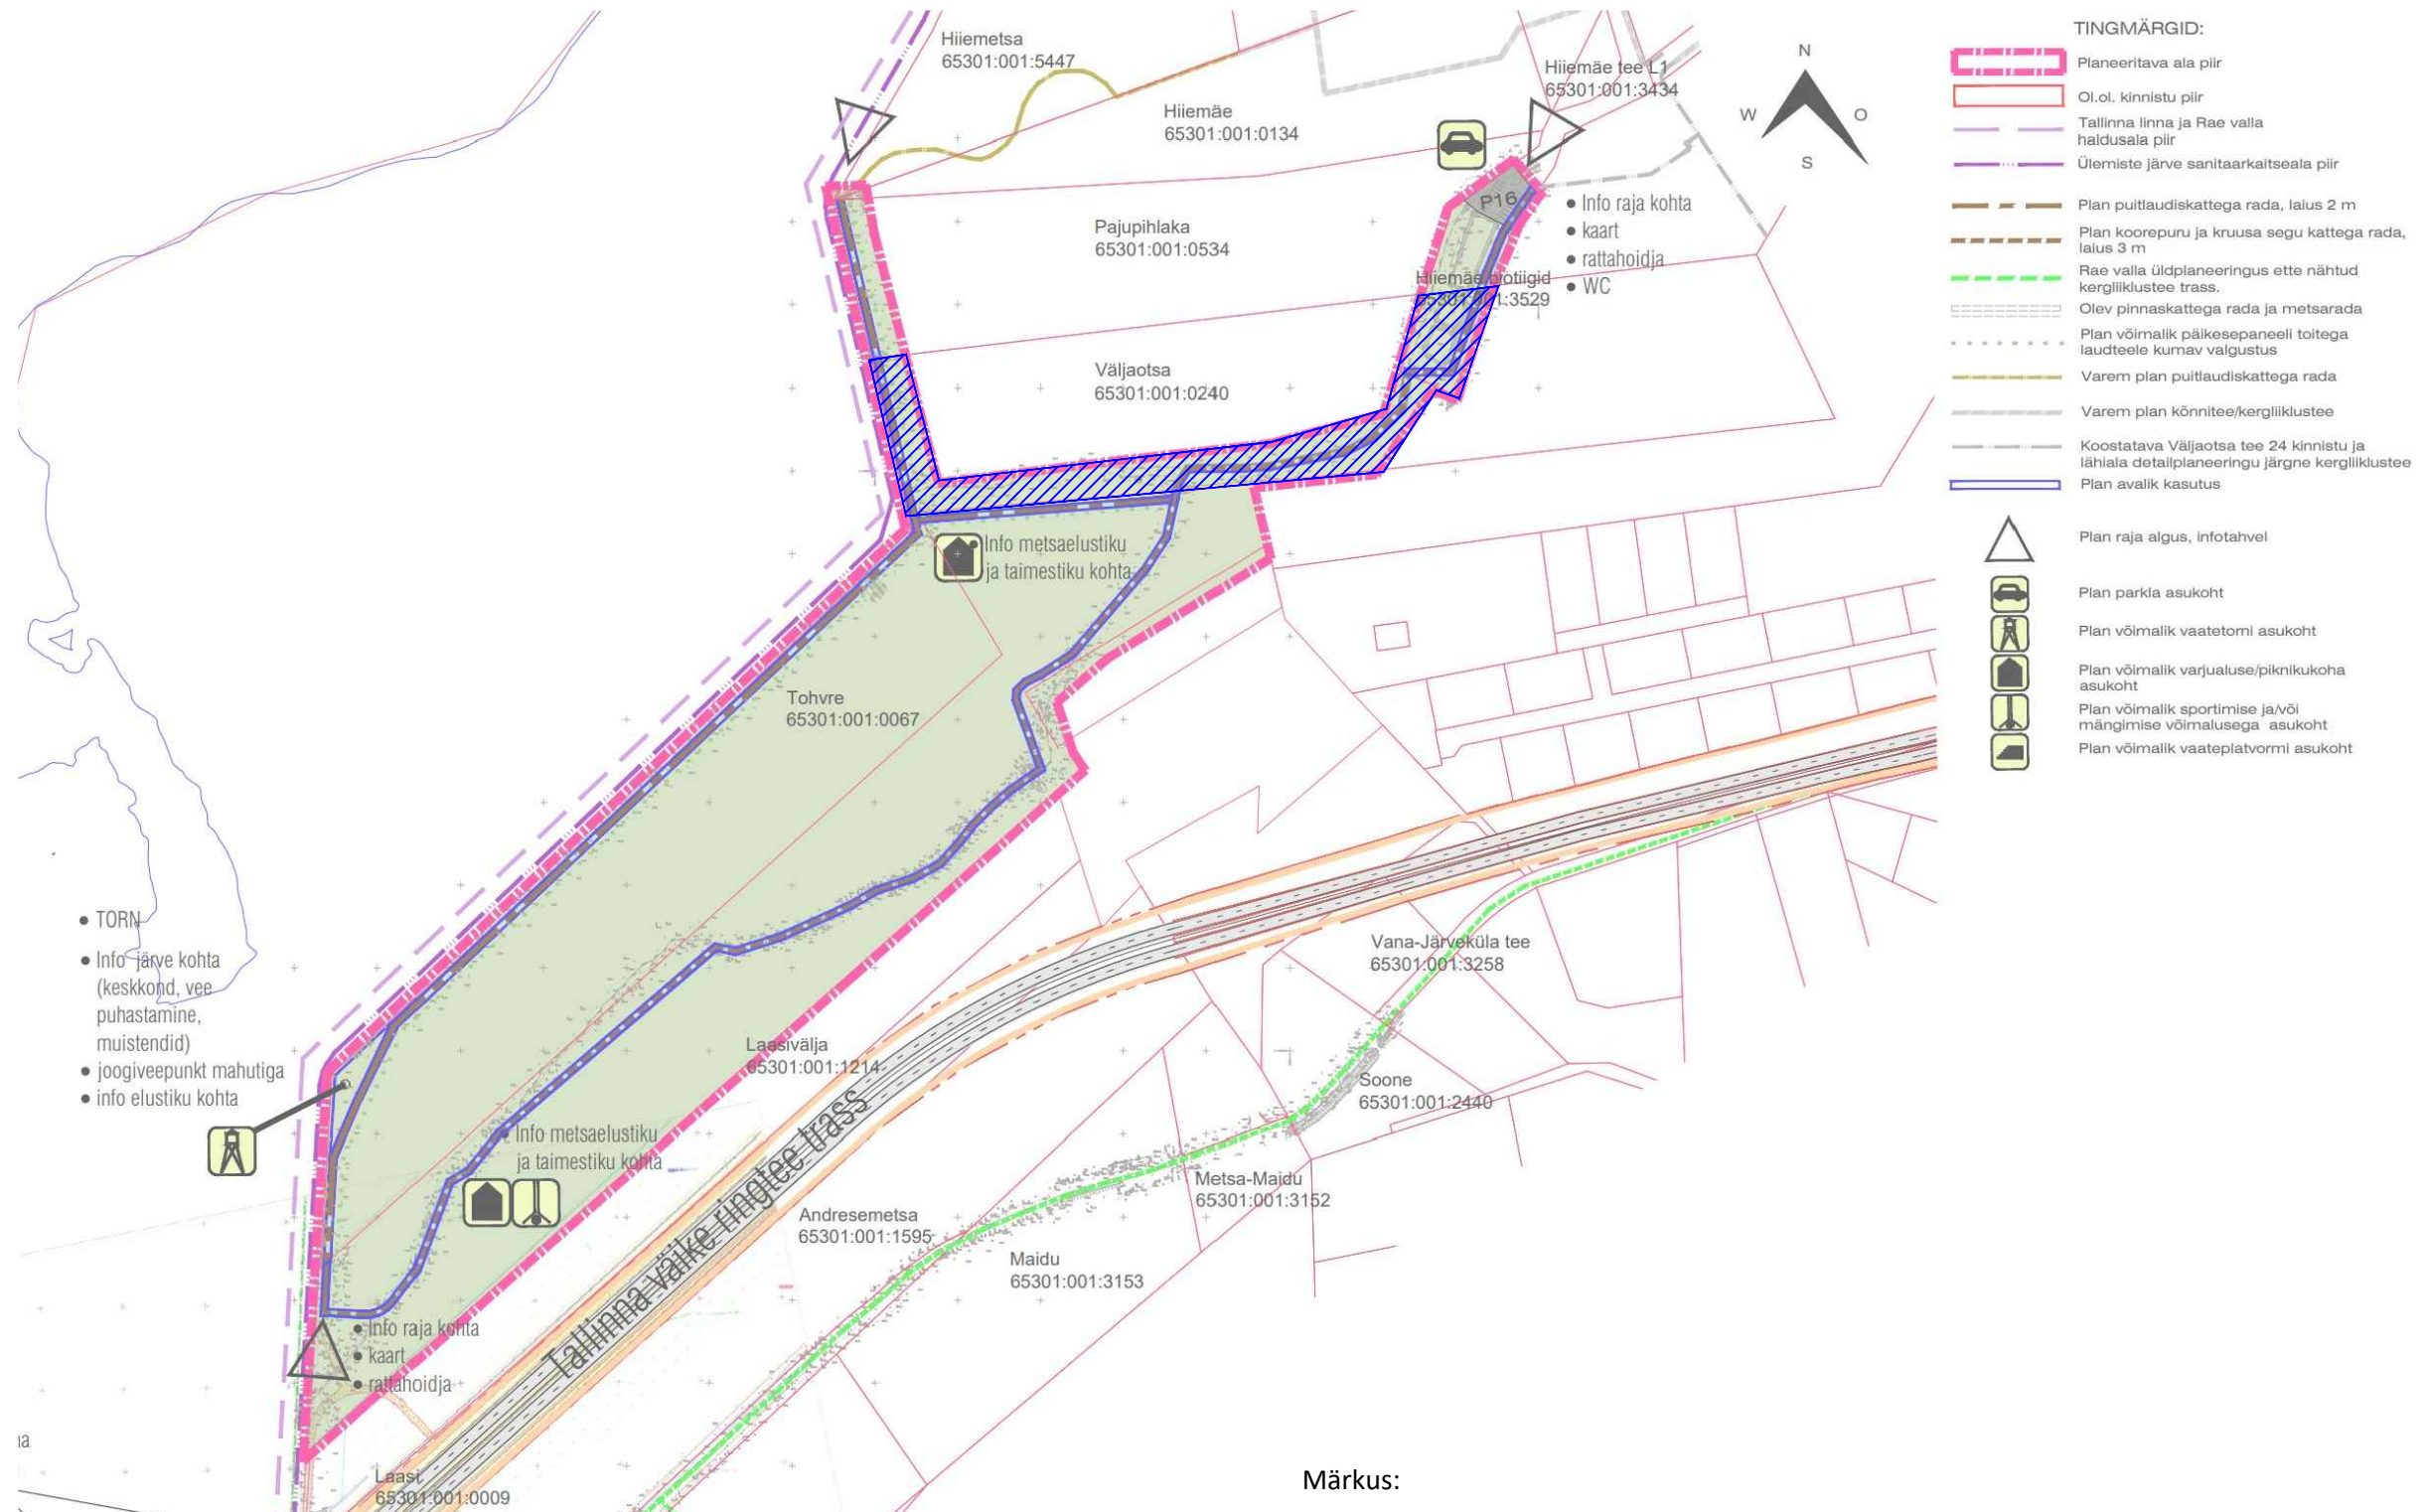 Hiiemetsa
65301:001:5447
Hiiemäe
65301:001:0134
Hiiemäe tee L1
65301:001:3434
N
W
O
S
Pajupihlaka
65301:001:0534
P16
• Info raja kohta
• kaart
• rattahoidja
• WC
Hiiemäe biotiigid
65301:001:3529
Väljaotsa
65301:001:0240
Info metsaelustiku
ja taimestiku kohta
Tohvre
65301:001:0067
• TORN
• Info järve kohta
(keskkond, vee
puhastamine,
muistendid)
• joogiveepunkt mahutiga
• info elustiku kohta
Vana-Järveküla tee
65301:001:3258
Laasivälja
65301:001:1214
Soone
65301:001:2440
Info metsaelustiku
ja taimestiku kohta
Tallinna väike ringtee trass
Metsa-Maidu
65301:001:3152
Andresemetsa
65301:001:1595
Maidu
65301:001:3153
• Info raja kohta
• kaart
• rattahoidja
Laasi
65301:001:0009
Märkus:
TINGMÄRGID:
Planeeritava ala piir
Ol.ol. kinnistu piir
Tallinna linna ja Rae valla
haldusala piir
Ülemiste järve sanitaarkaitseala piir
Plan puitlaudiskattega rada, laius 2 m
Plan koorepuru ja kruusa segu kattega rada,
laius 3 m
Rae valla üldplaneeringus ette nähtud
kergliiklustee trass.
Olev pinnaskattega rada ja metsarada
Plan võimalik päikesepaneeli toitega
laudteele kumav valgustus
Varem plan puitlaudiskattega rada
Varem plan kõnnitee/kergliiklustee
Koostatava Väljaotsa tee 24 kinnistu ja
lähiala detailplaneeringu järgne kergliiklustee
Plan avalik kasutus
Plan raja algus, infotahvel
Plan parkla asukoht
Plan võimalik vaatetorni asukoht
Plan võimalik varjualuse/piknikukoha
asukoht
Plan võimalik sportimise ja/või
mängimise võimalusega asukoht
Plan võimalik vaateplatvormi asukoht